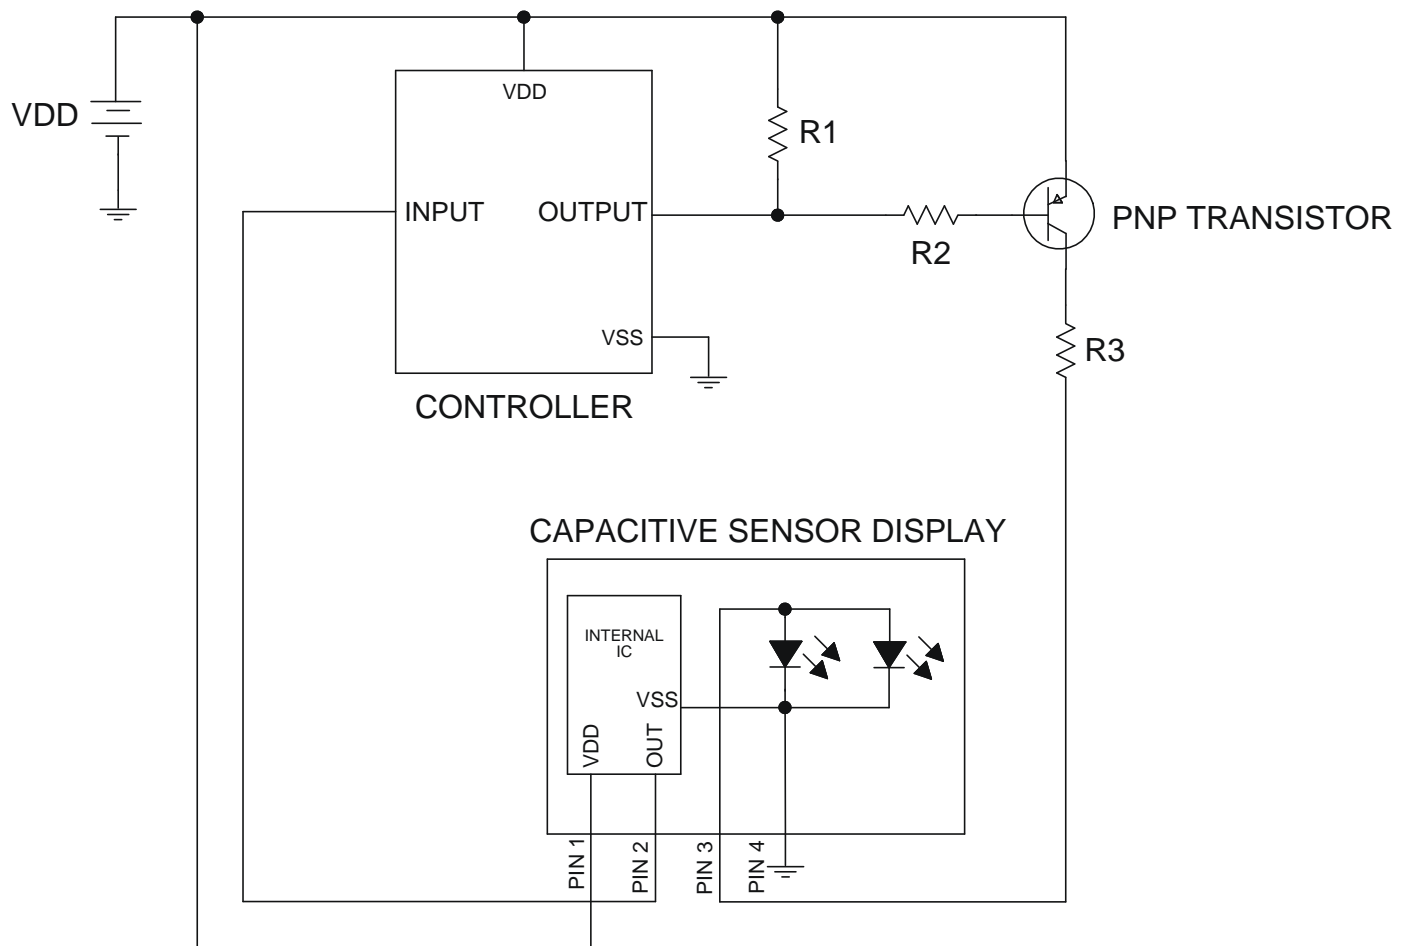 VDD
VDD
R1
INPUT
OUTPUT
PNP TRANSISTOR
R2
VSS
R3
CONTROLLER
CAPACITIVE SENSOR DISPLAY
INTERNAL
IC
VSS
VDD
OUT
PIN 1
PIN 2
PIN 3
PIN 4